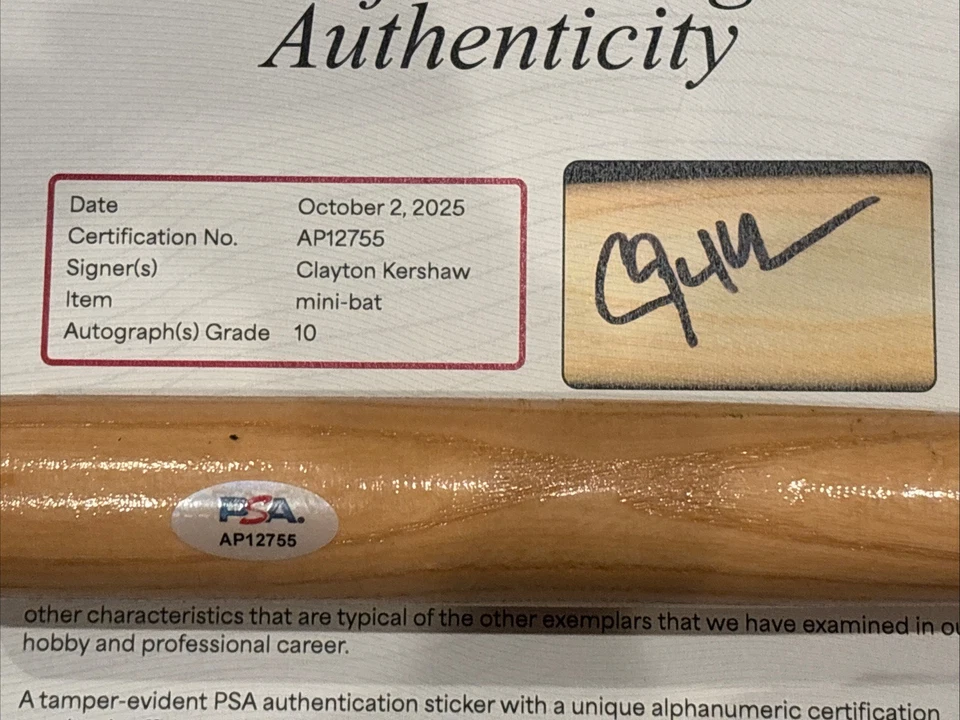 Authenticity
Date October 2, 2025
Certification No. AP12755
Signer(s) Clayton Kershaw
Item mini-bat
Autograph(s) Grade 10
PSA.
AP12755
other characteristics that are typical of the other exemplars that we have examined in
hobby and professional career.
A tamper-evident PSA authentication sticker with a unique alphanumeric certification